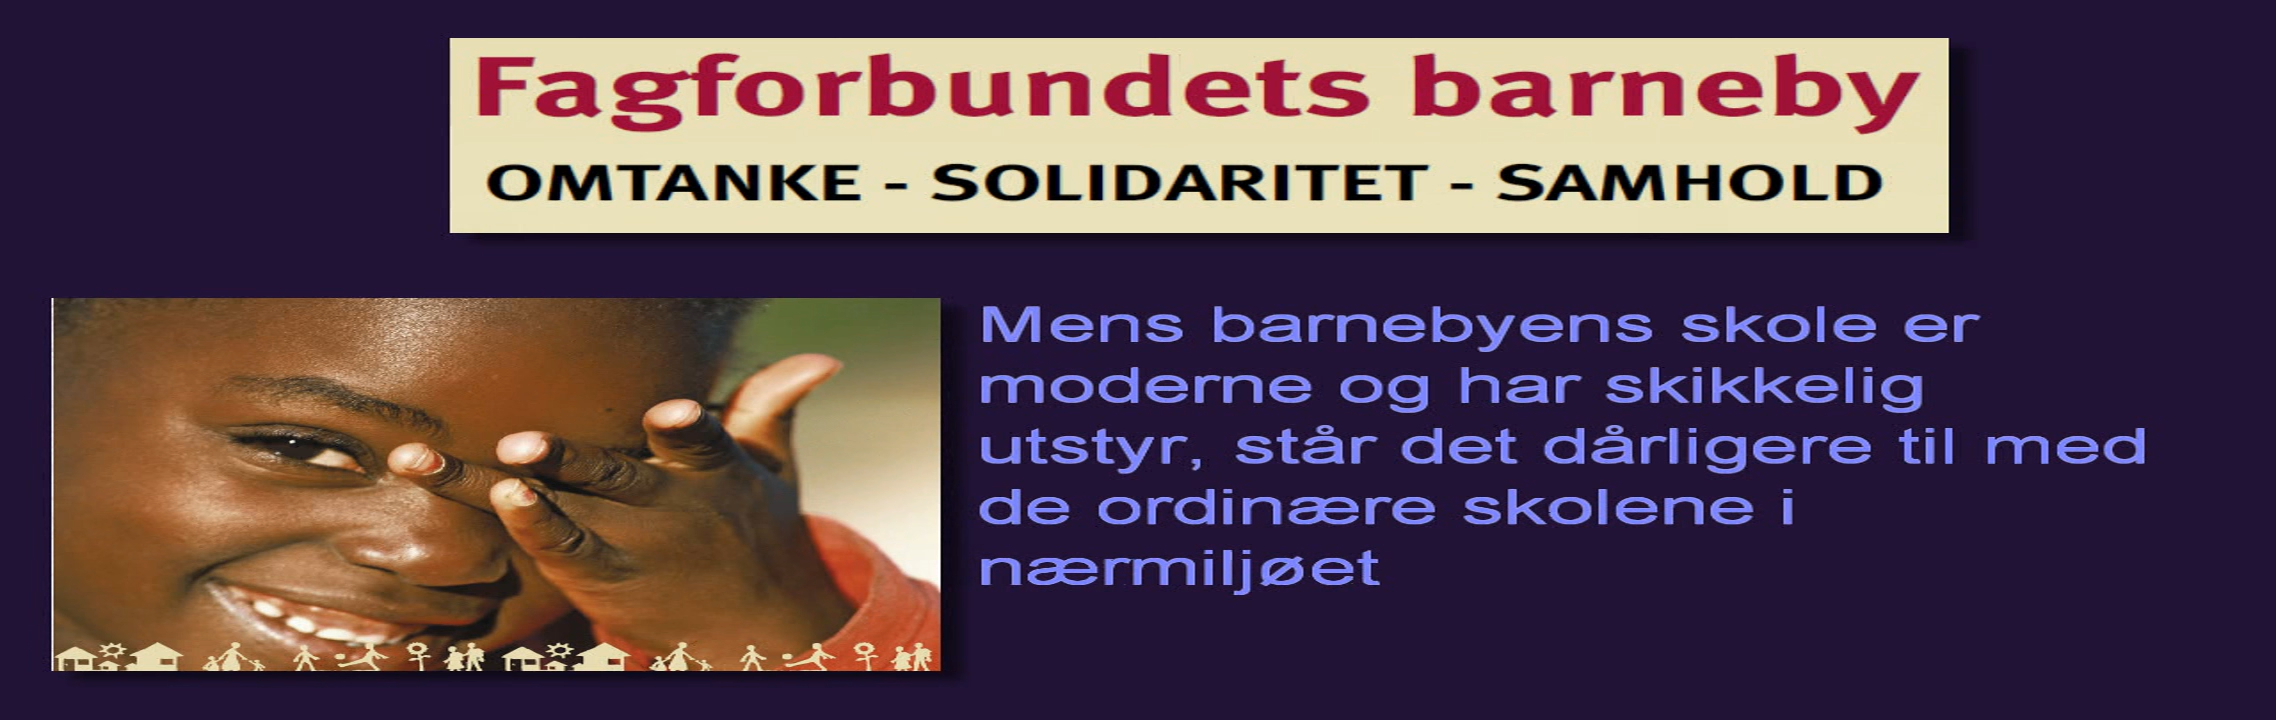 Fagforbundets barneby
OMTANKE - SOLIDARITET - SAMHOLD
Mens barnebyens skole er
moderne og har skikkelig
utstyr, står det dårligere til med
de ordinære skolene i
nærmiljøet